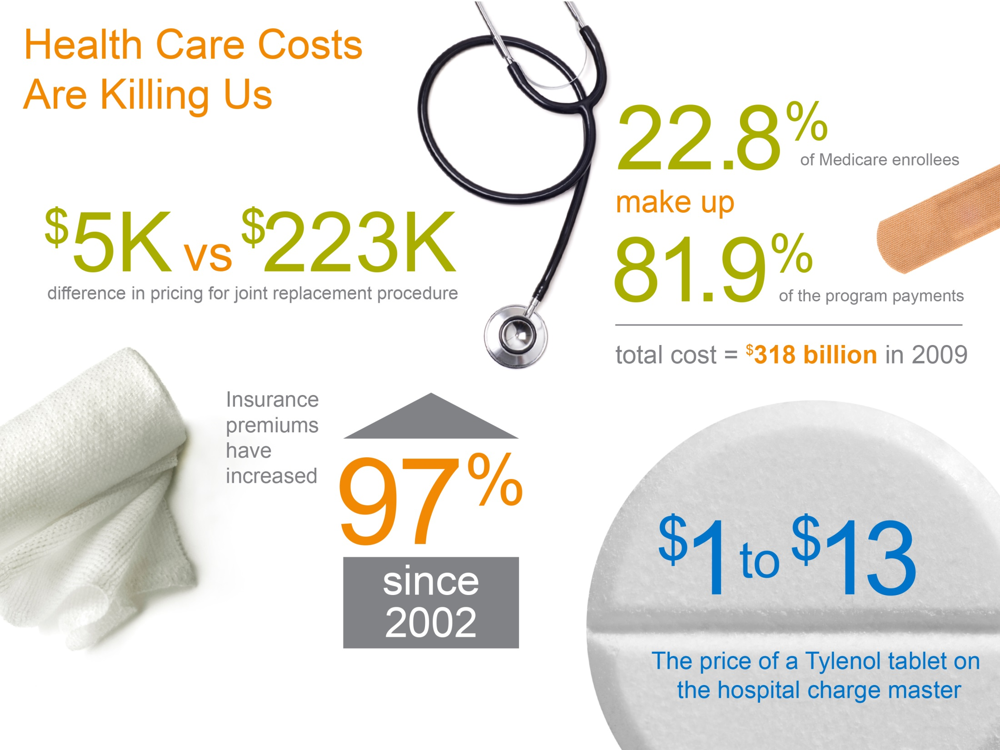 Health Care Costs
Are Killing Us
$5K vs $223K
difference in pricing for joint replacement procedure
22.8%
of Medicare enrollees
make up
81.9%
of the program payments
total cost = $318 billion in 2009
Insurance
premiums
have
increased
97%
since
2002
$1 to $13
The price of a Tylenol tablet on
the hospital charge master